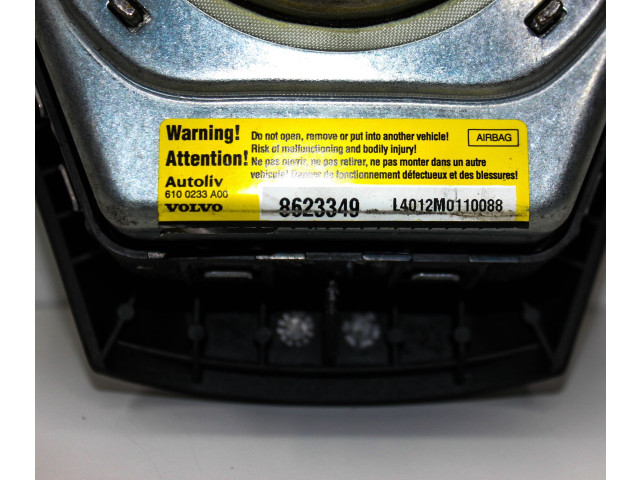 Warning! Do not open, remove or put into another vehicle! AIRBAG
Risk of malfunctioning and bodily injury!
Attention! Ne pas ouvrir, ne pas retirer, ne pas monter dans un autre
véhicule! Danger de fonctionnement défectueux et des blessures!
Autoliv
610 0233 A00
VOLVO 8623349 L4012M0110088